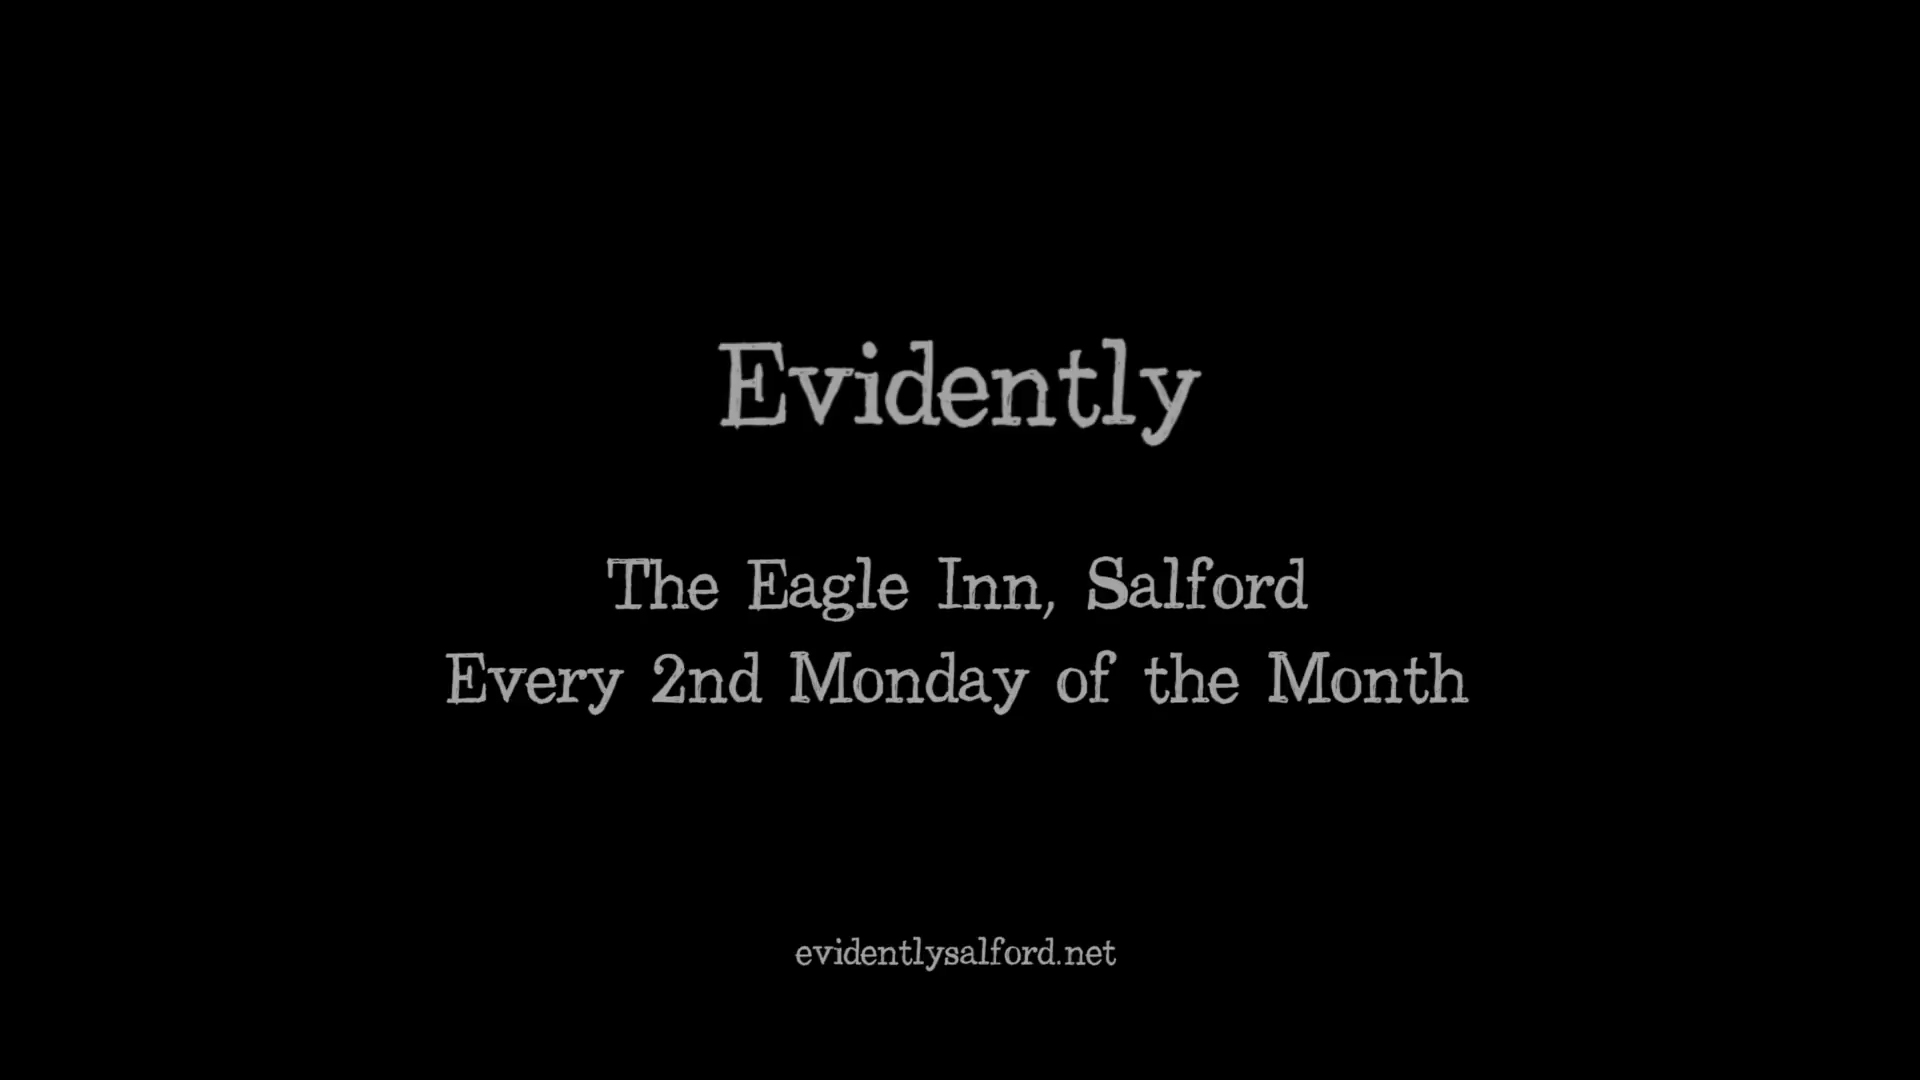 Evidently
The Eagle Inn, Salford
Every 2nd Monday of the Month
evidentlysalford.net